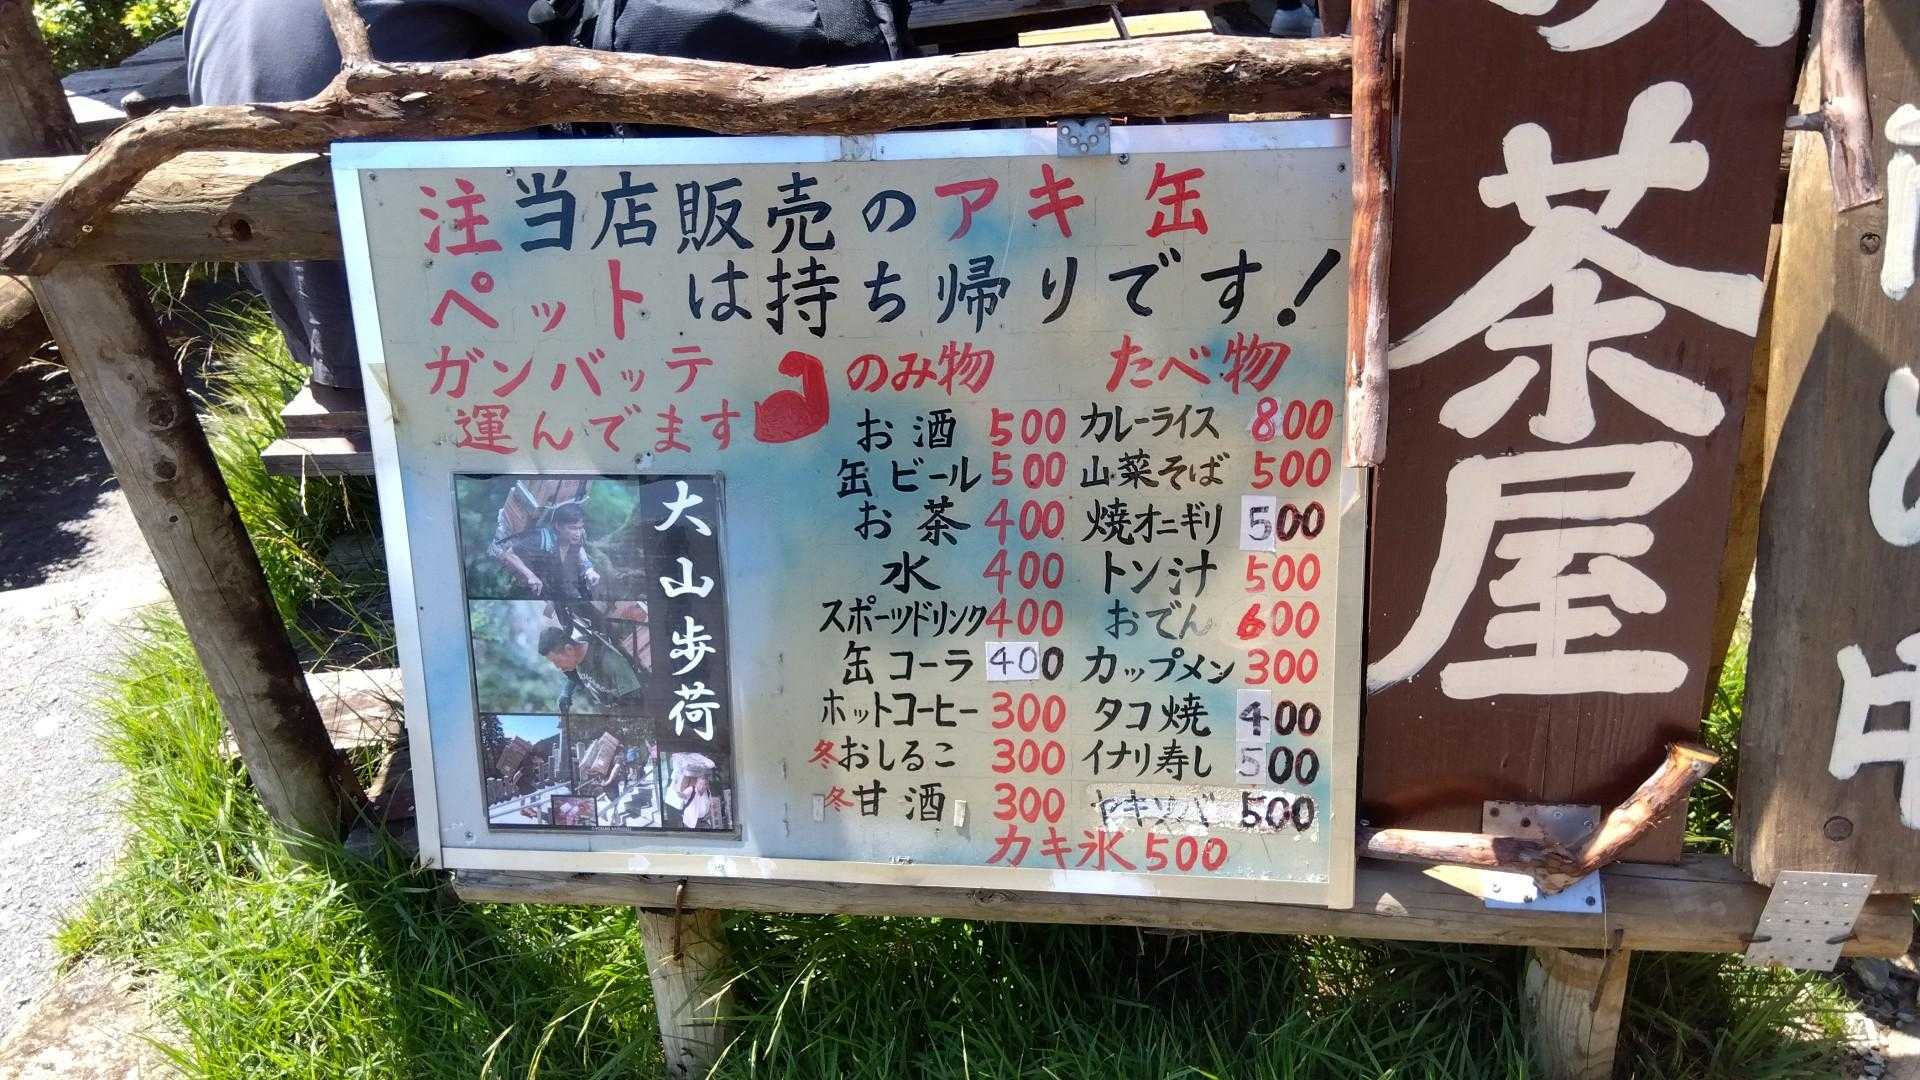 注当店販売のアキ缶
ペットは持ち帰りです!
ガンバッテ
運んでます
大山歩荷
のみ物
お酒 500
缶ビール 500
お茶 400
水 400
スポーツドリンク 400
缶コーラ 400
ホットコーヒー 300
冬おしるこ 300
冬甘酒 300
たべ物
カレーライス 800
山菜そば 500
焼オニギリ 500
トン汁 500
おでん 600
カップメン 300
タコ焼 400
イナリ寿し 500
ヤキソバ 500
カキ氷 500
茶屋